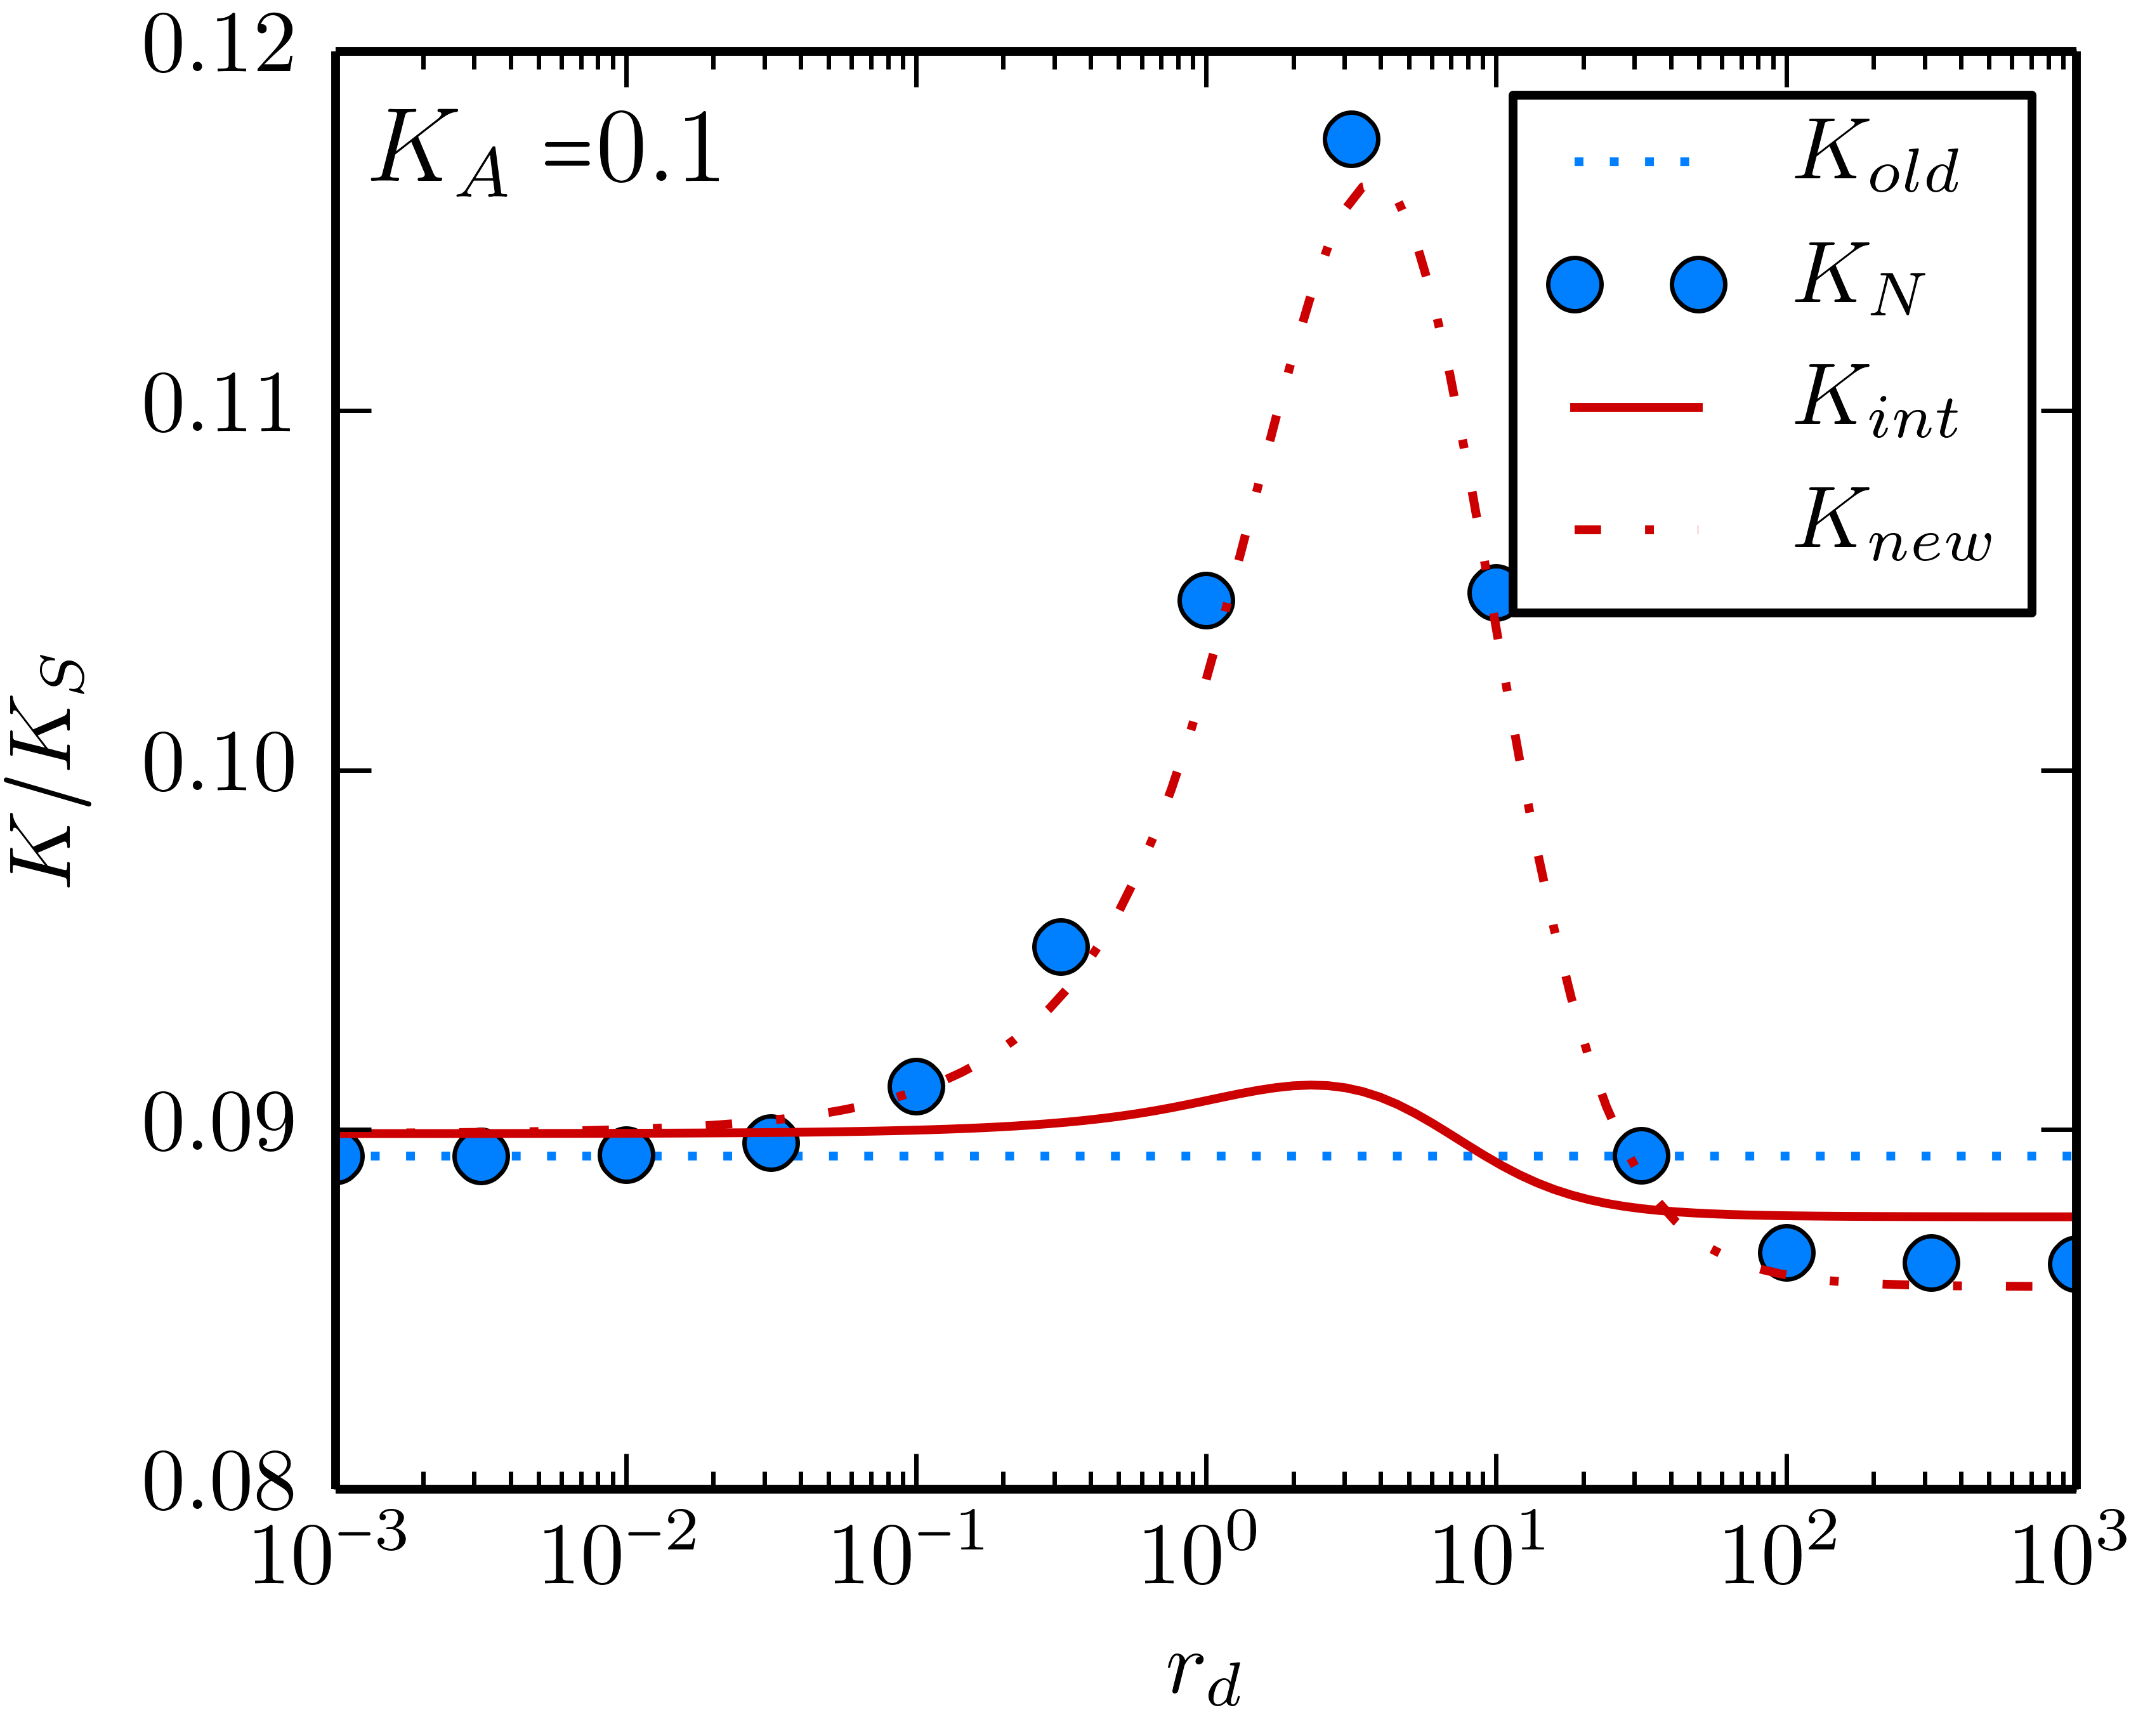 0.12
0.11
0.10
0.09
0.08
K/K_S
K_A =0.1
K_old
K_N
K_int
K_new
10^−3 10^−2 10^−1 10^0 10^1 10^2 10^3
r_d